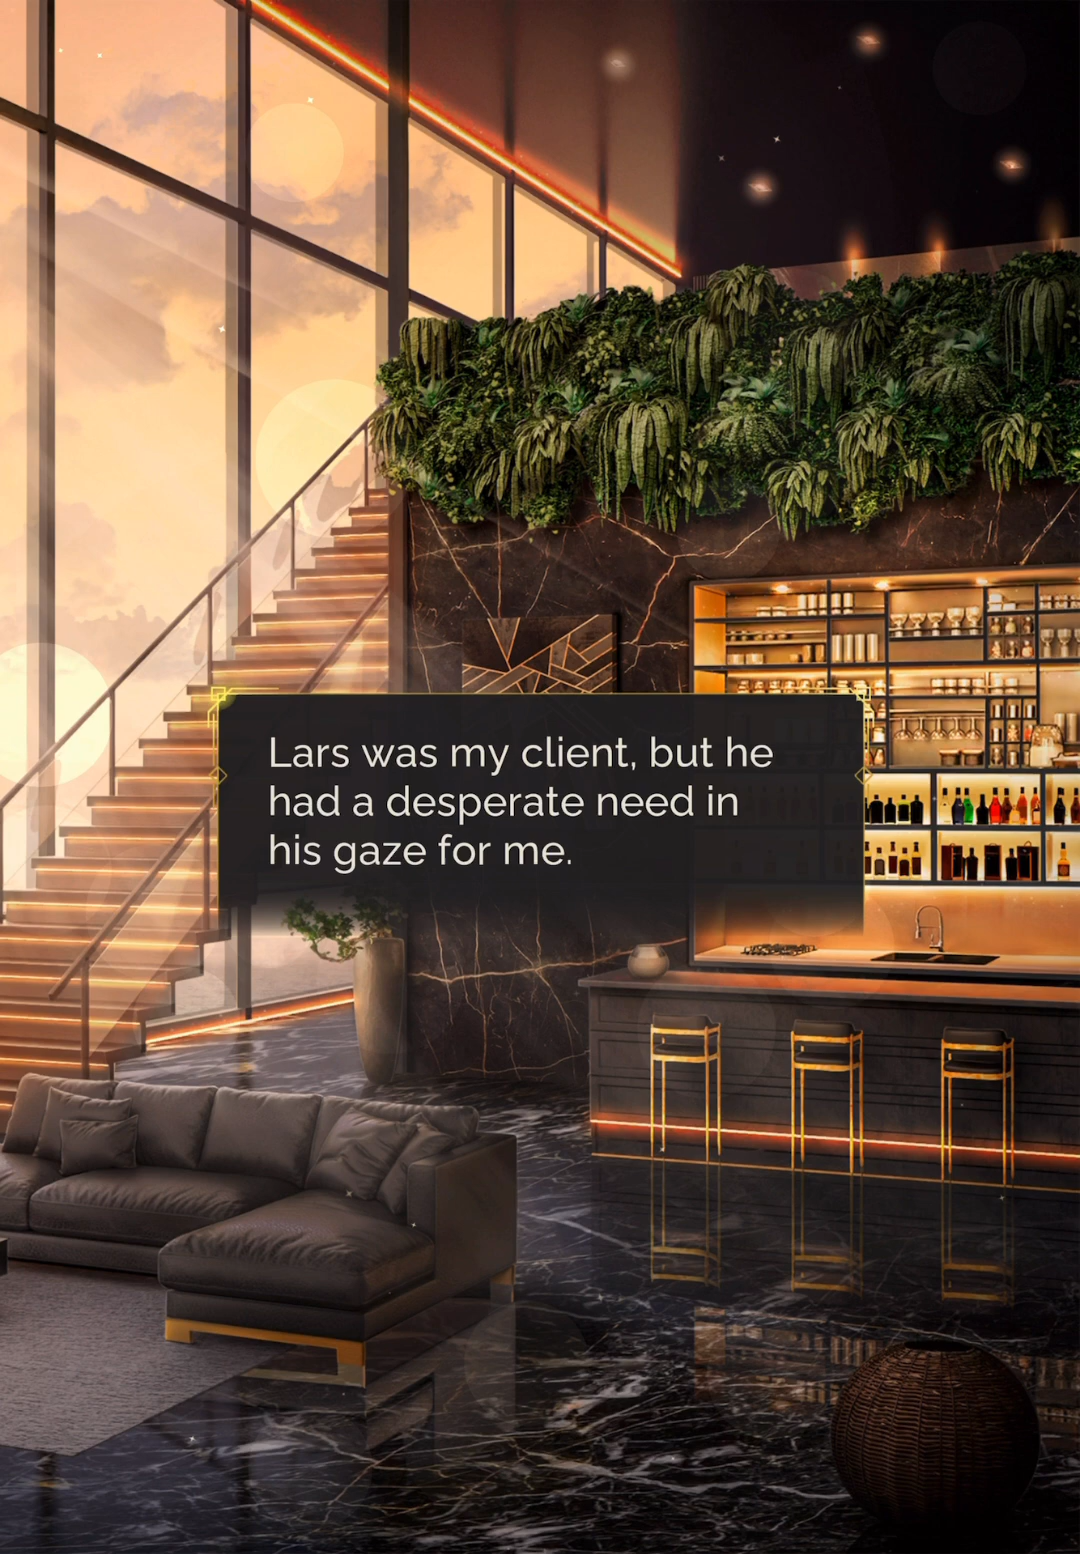 Lars was my client, but he
had a desperate need in
his gaze for me.